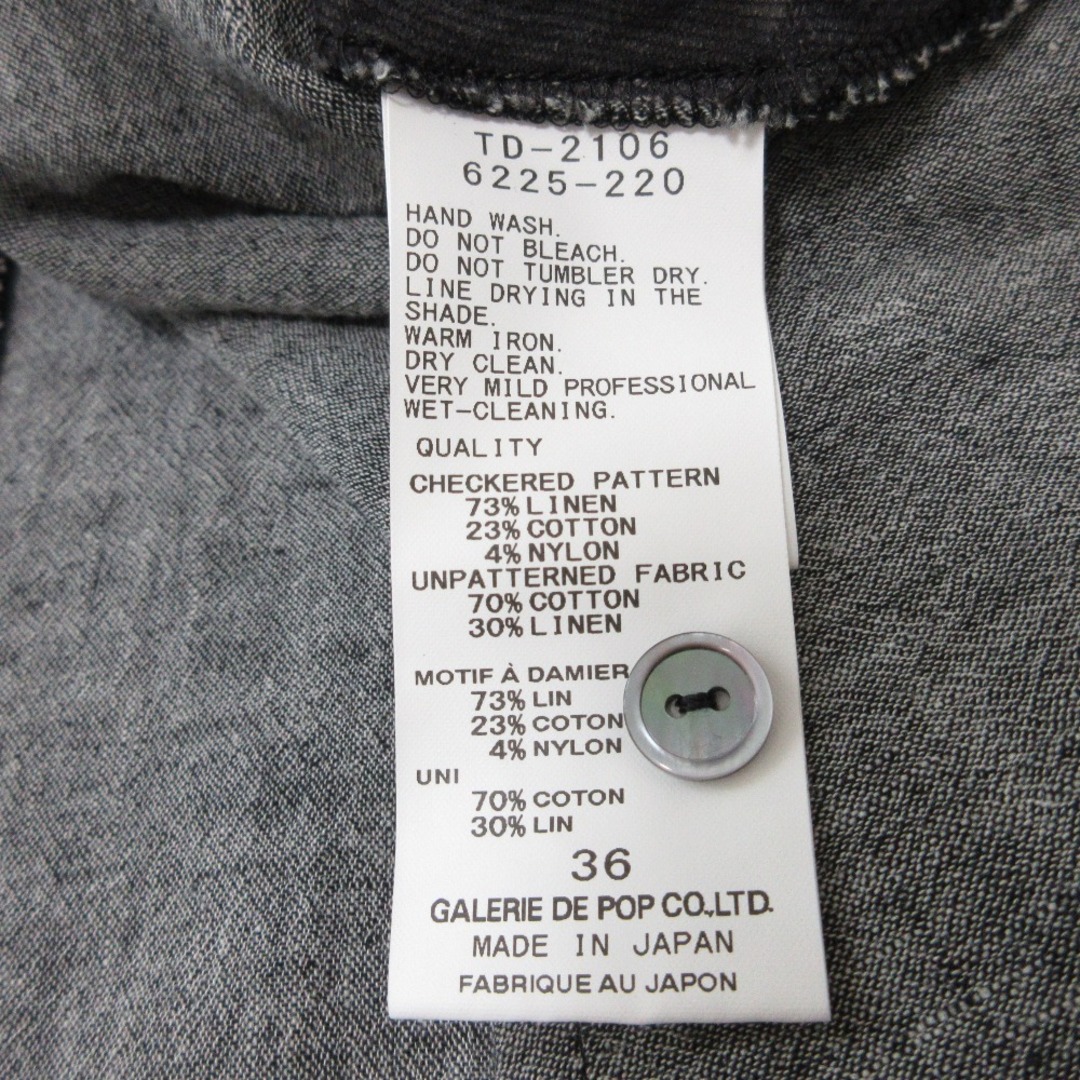 TD-2106
6225-220
HAND WASH.
DO NOT BLEACH.
DO NOT TUMBLER DRY.
LINE DRYING IN THE
SHADE.
WARM IRON.
DRY CLEAN.
VERY MILD PROFESSIONAL
WET-CLEANING.
QUALITY
CHECKERED PATTERN
73% LINEN
23% COTTON
4% NYLON
UNPATTERNED FABRIC
70% COTTON
30% LINEN
MOTIF À DAMIER
73% LIN
23% COTON
4% NYLON
UNI
70% COTON
30% LIN
36
GALERIE DE POP CO.,LTD.
MADE IN JAPAN
FABRIQUE AU JAPON